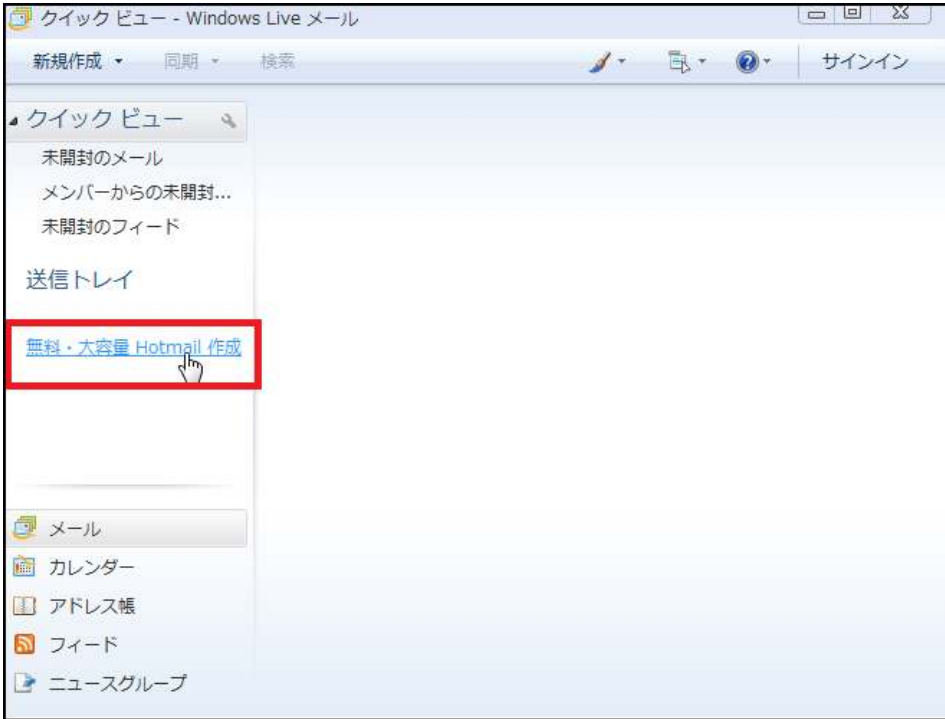 クイック ビュー - Windows Live メール
新規作成 同期 検索 サインイン
クイック ビュー
未開封のメール
メンバーからの未開封...
未開封のフィード
送信トレイ
無料・大容量 Hotmail 作成
メール
カレンダー
アドレス帳
フィード
ニュースグループ